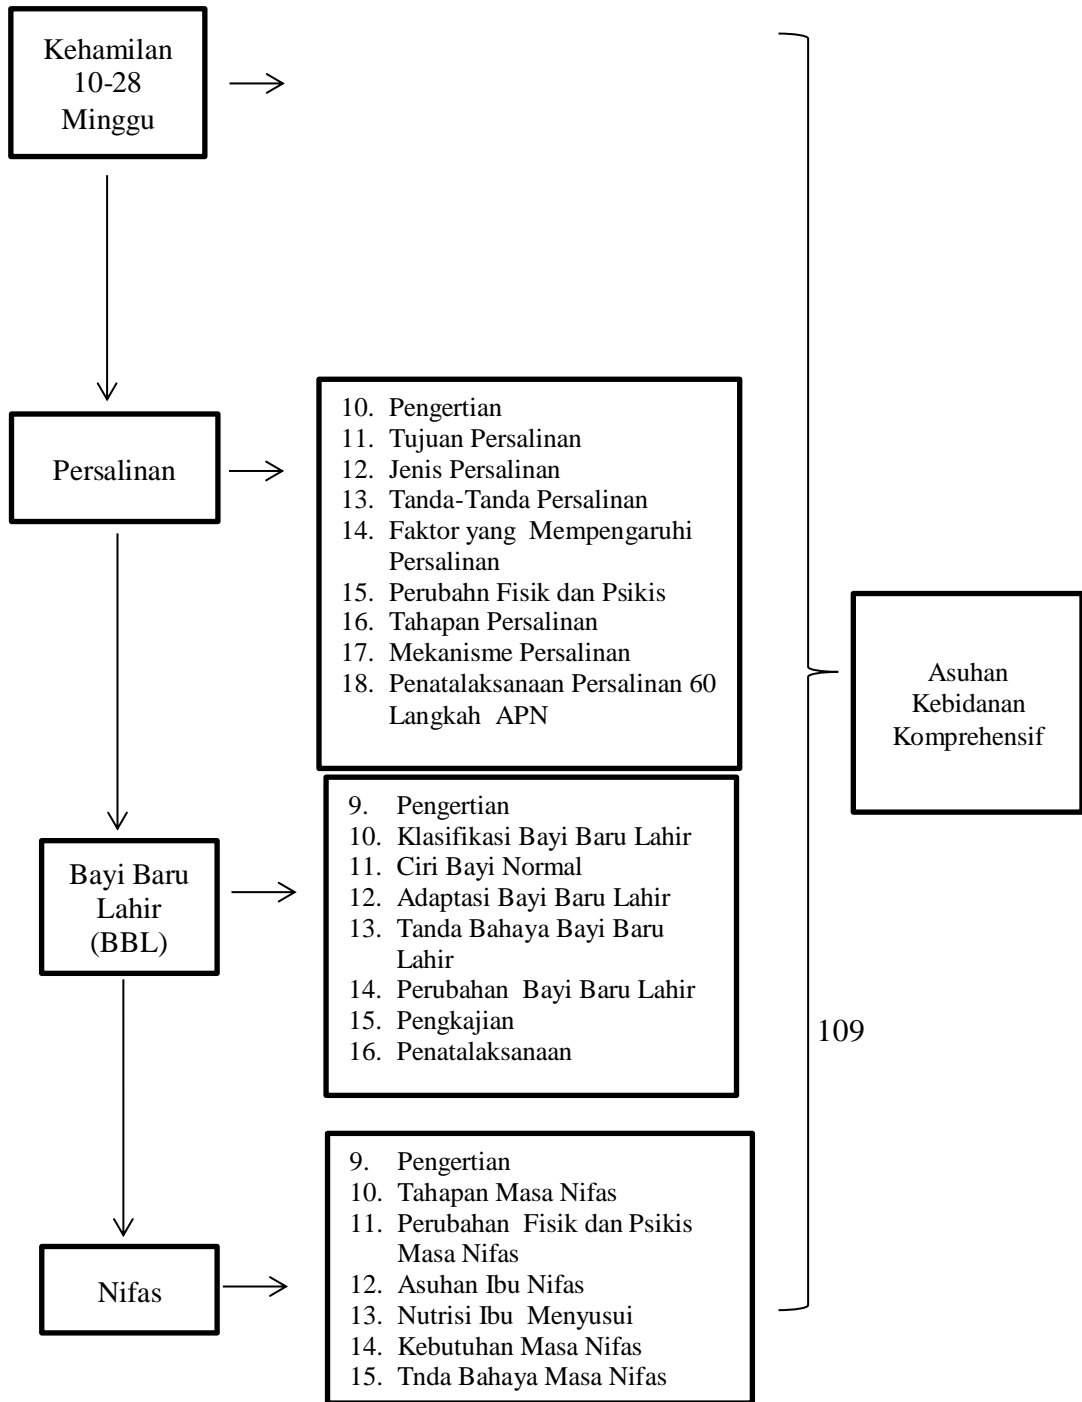 Kehamilan
10-28
Minggu
Persalinan
10. Pengertian
11. Tujuan Persalinan
12. Jenis Persalinan
13. Tanda-Tanda Persalinan
14. Faktor yang Mempengaruhi
Persalinan
15. Perubahn Fisik dan Psikis
16. Tahapan Persalinan
17. Mekanisme Persalinan
18. Penatalaksanaan Persalinan 60
Langkah APN
Asuhan
Kebidanan
Komprehensif
Bayi Baru
Lahir
(BBL)
9. Pengertian
10. Klasifikasi Bayi Baru Lahir
11. Ciri Bayi Normal
12. Adaptasi Bayi Baru Lahir
13. Tanda Bahaya Bayi Baru
Lahir
14. Perubahan Bayi Baru Lahir
15. Pengkajian
16. Penatalaksanaan
109
Nifas
9. Pengertian
10. Tahapan Masa Nifas
11. Perubahan Fisik dan Psikis
Masa Nifas
12. Asuhan Ibu Nifas
13. Nutrisi Ibu Menyusui
14. Kebutuhan Masa Nifas
15. Tnda Bahaya Masa Nifas